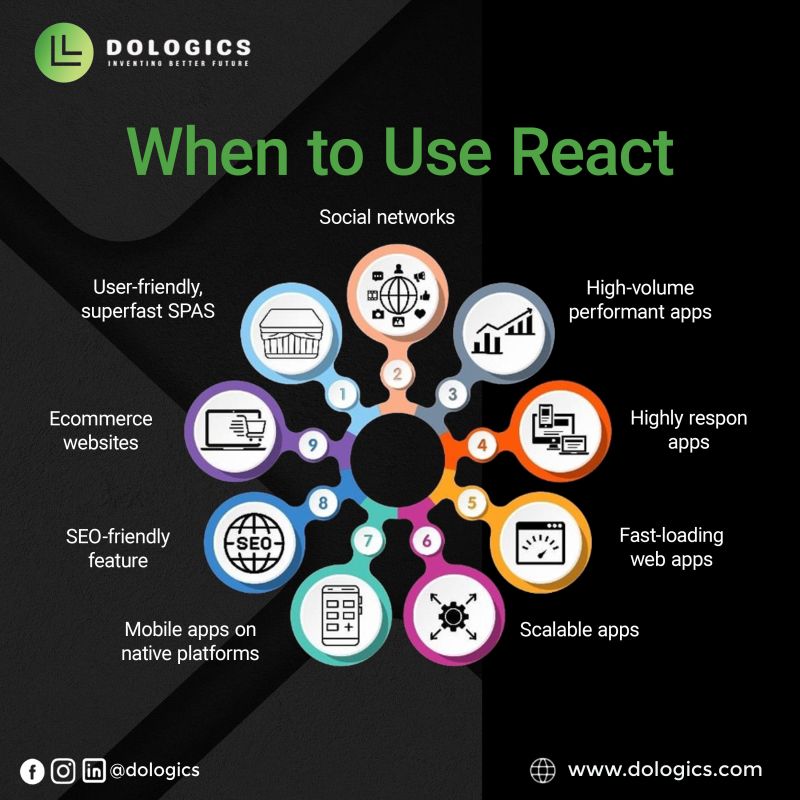 DOLOGICS
INVENTING BETTER FUTURE
When to Use React
Social networks
User-friendly,
superfast SPAS
High-volume
performant apps
Ecommerce
websites
Highly respon
apps
SEO-friendly
feature
Fast-loading
web apps
Mobile apps on
native platforms
Scalable apps
1
2
3
4
5
6
7
8
9
SEO
@dologics
www.dologics.com